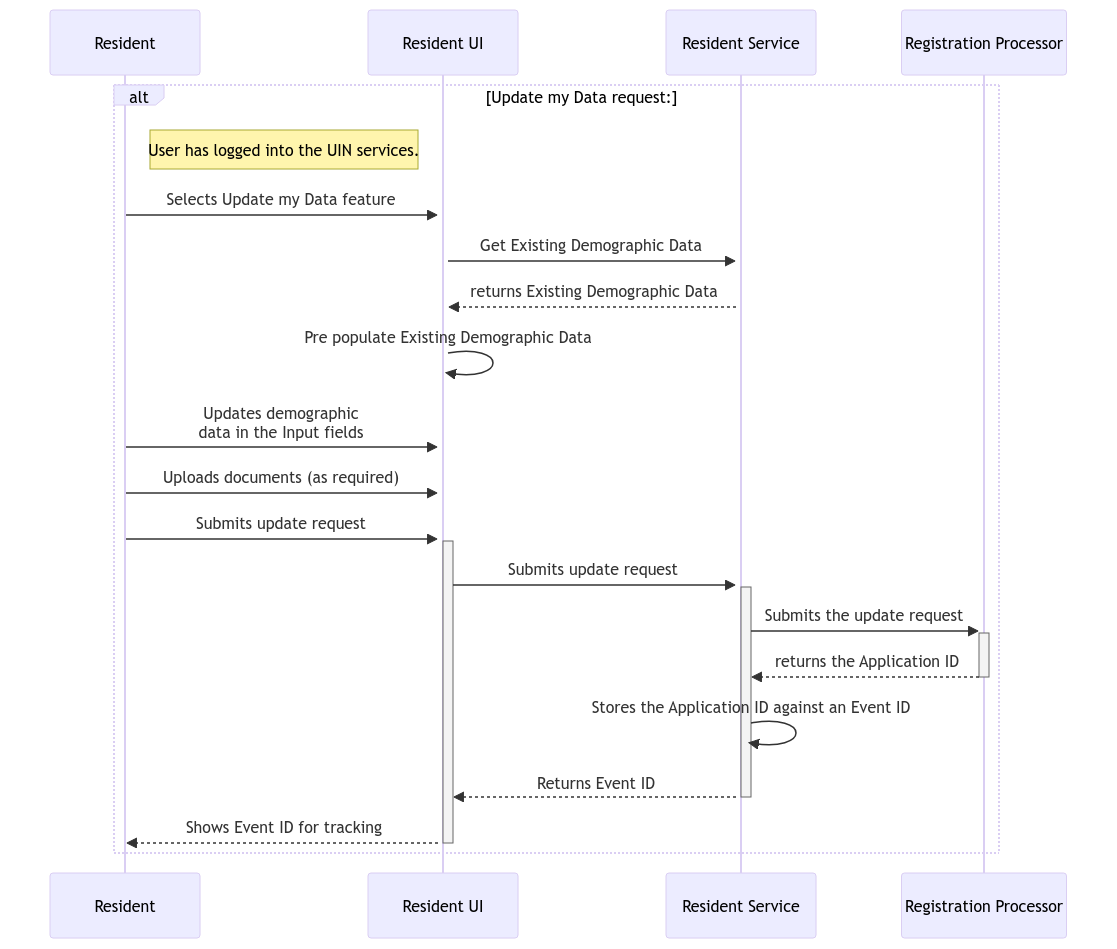 Resident
Resident UI
Resident Service
Registration Processor
alt
[Update my Data request:]
User has logged into the UIN services.
Selects Update my Data feature
Get Existing Demographic Data
returns Existing Demographic Data
Pre populate Existing Demographic Data
Updates demographic
data in the Input fields
Uploads documents (as required)
Submits update request
Submits update request
Submits the update request
returns the Application ID
Stores the Application ID against an Event ID
Returns Event ID
Shows Event ID for tracking
Resident
Resident UI
Resident Service
Registration Processor